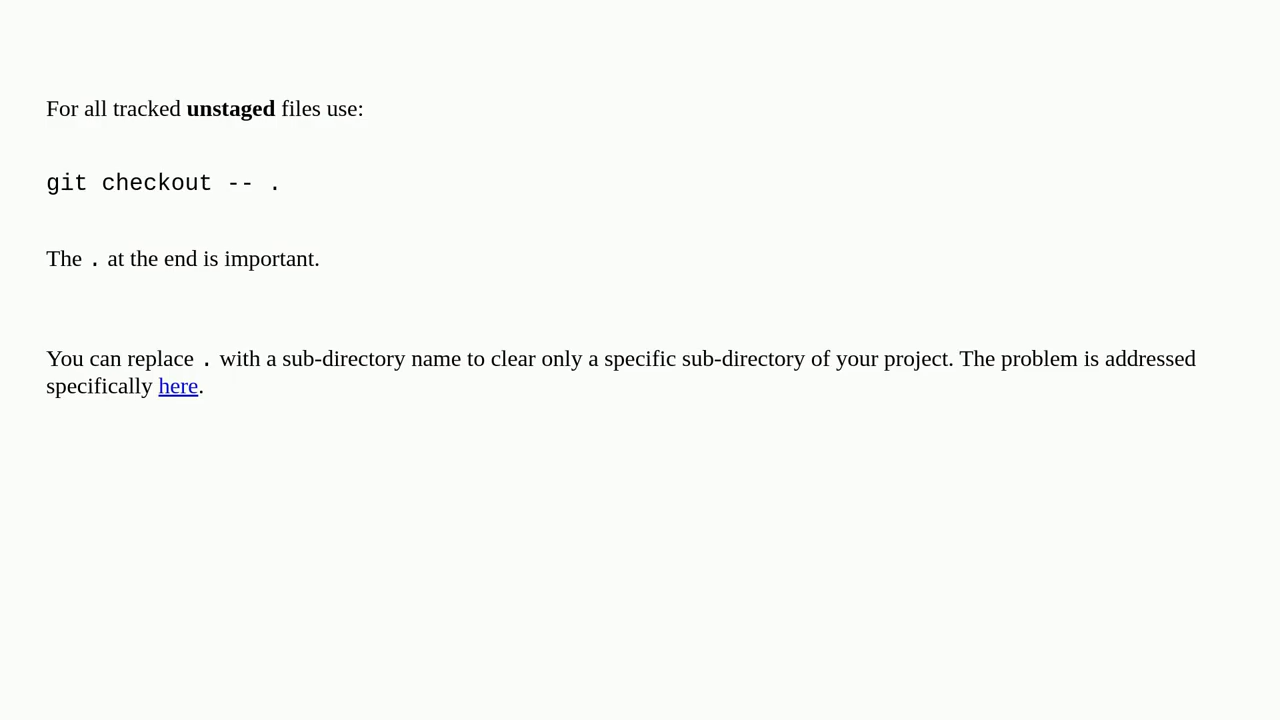 For all tracked unstaged files use:
git checkout -- .
The . at the end is important.
You can replace . with a sub-directory name to clear only a specific sub-directory of your project. The problem is addressed
specifically here.